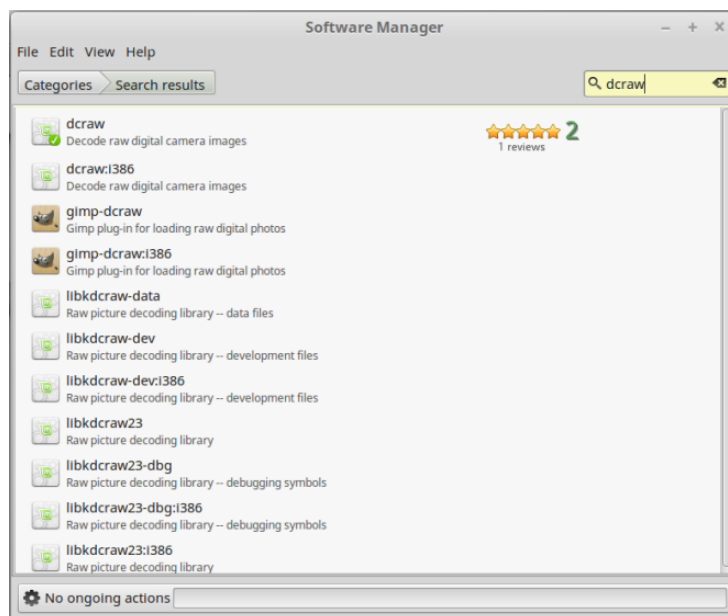 Software Manager
File Edit View Help
Categories Search results dcraw
dcraw
Decode raw digital camera images
2
1 reviews
dcraw:i386
Decode raw digital camera images
gimp-dcraw
Gimp plug-in for loading raw digital photos
gimp-dcraw:i386
Gimp plug-in for loading raw digital photos
libkdcraw-data
Raw picture decoding library -- data files
libkdcraw-dev
Raw picture decoding library -- development files
libkdcraw-dev:i386
Raw picture decoding library -- development files
libkdcraw23
Raw picture decoding library
libkdcraw23-dbg
Raw picture decoding library -- debugging symbols
libkdcraw23-dbg:i386
Raw picture decoding library -- debugging symbols
libkdcraw23:i386
Raw picture decoding library
No ongoing actions